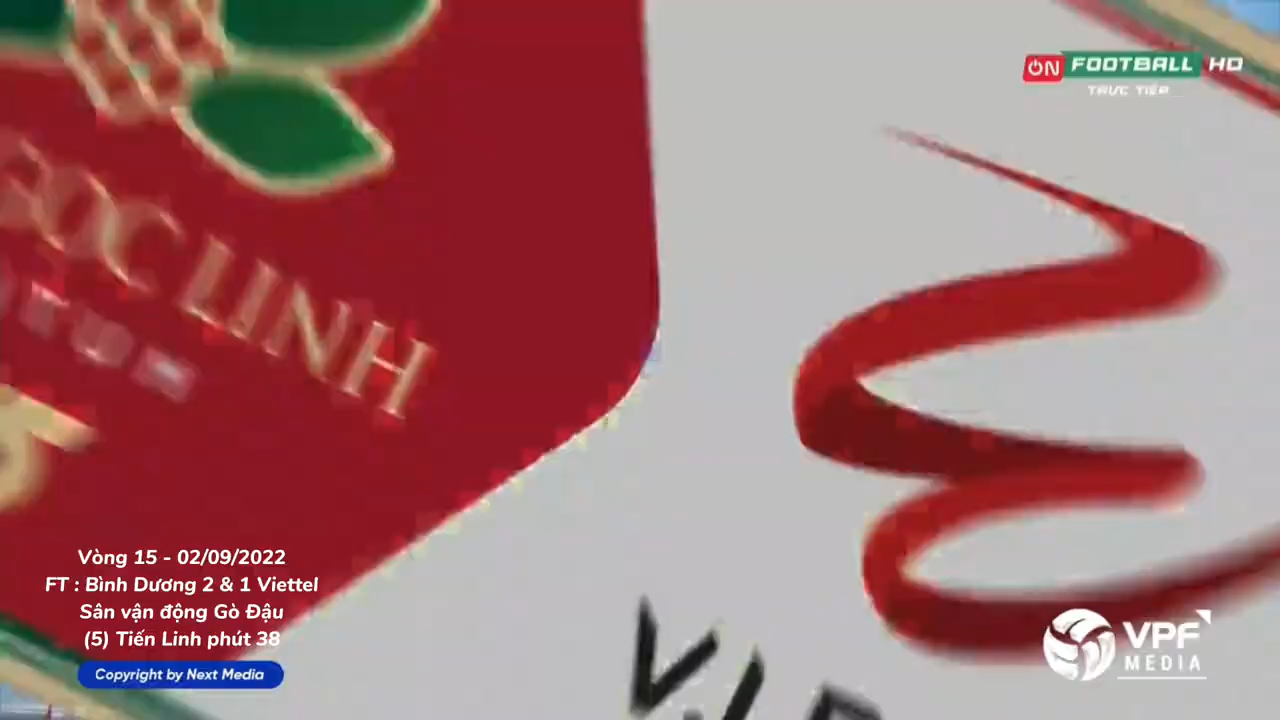 ON FOOTBALL HD
TRỰC TIẾP
LINH
Vòng 15 - 02/09/2022
FT : Bình Dương 2 & 1 Viettel
Sân vận động Gò Đậu
(5) Tiến Linh phút 38
Copyright by Next Media
VPF
MEDIA